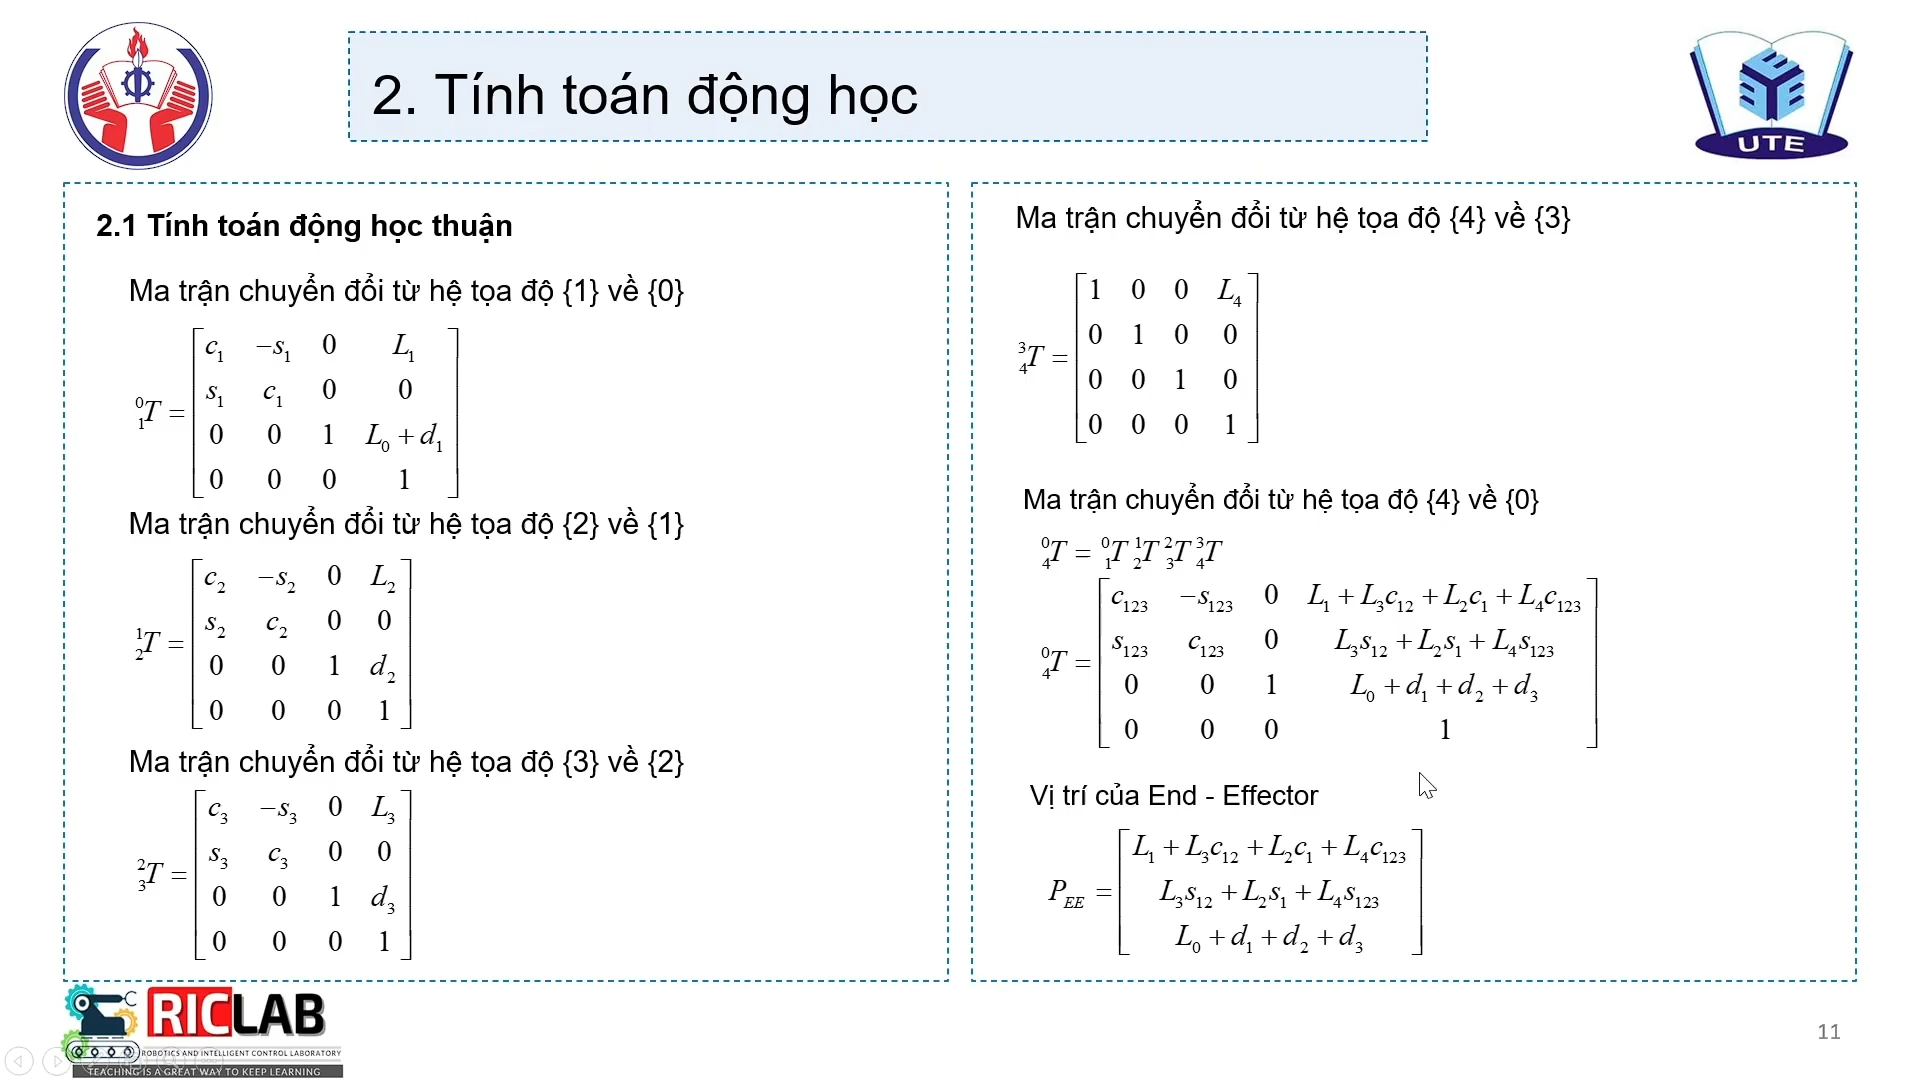 2. Tính toán động học
UTE
2.1 Tính toán động học thuận
Ma trận chuyển đổi từ hệ tọa độ {1} về {0}
⁰₁T =
c₁ −s₁ 0 L₁
s₁ c₁ 0 0
0 0 1 L₀ + d₁
0 0 0 1
Ma trận chuyển đổi từ hệ tọa độ {2} về {1}
¹₂T =
c₂ −s₂ 0 L₂
s₂ c₂ 0 0
0 0 1 d₂
0 0 0 1
Ma trận chuyển đổi từ hệ tọa độ {3} về {2}
²₃T =
c₃ −s₃ 0 L₃
s₃ c₃ 0 0
0 0 1 d₃
0 0 0 1
Ma trận chuyển đổi từ hệ tọa độ {4} về {3}
³₄T =
1 0 0 L₄
0 1 0 0
0 0 1 0
0 0 0 1
Ma trận chuyển đổi từ hệ tọa độ {4} về {0}
⁰₄T = ⁰₁T ¹₂T ²₃T ³₄T
⁰₄T =
c₁₂₃ −s₁₂₃ 0 L₁ + L₃c₁₂ + L₂c₁ + L₄c₁₂₃
s₁₂₃ c₁₂₃ 0 L₃s₁₂ + L₂s₁ + L₄s₁₂₃
0 0 1 L₀ + d₁ + d₂ + d₃
0 0 0 1
Vị trí của End - Effector
P_EE =
L₁ + L₃c₁₂ + L₂c₁ + L₄c₁₂₃
L₃s₁₂ + L₂s₁ + L₄s₁₂₃
L₀ + d₁ + d₂ + d₃
RICLAB
ROBOTICS AND INTELLIGENT CONTROL LABORATORY
TEACHING IS A GREAT WAY TO KEEP LEARNING
11